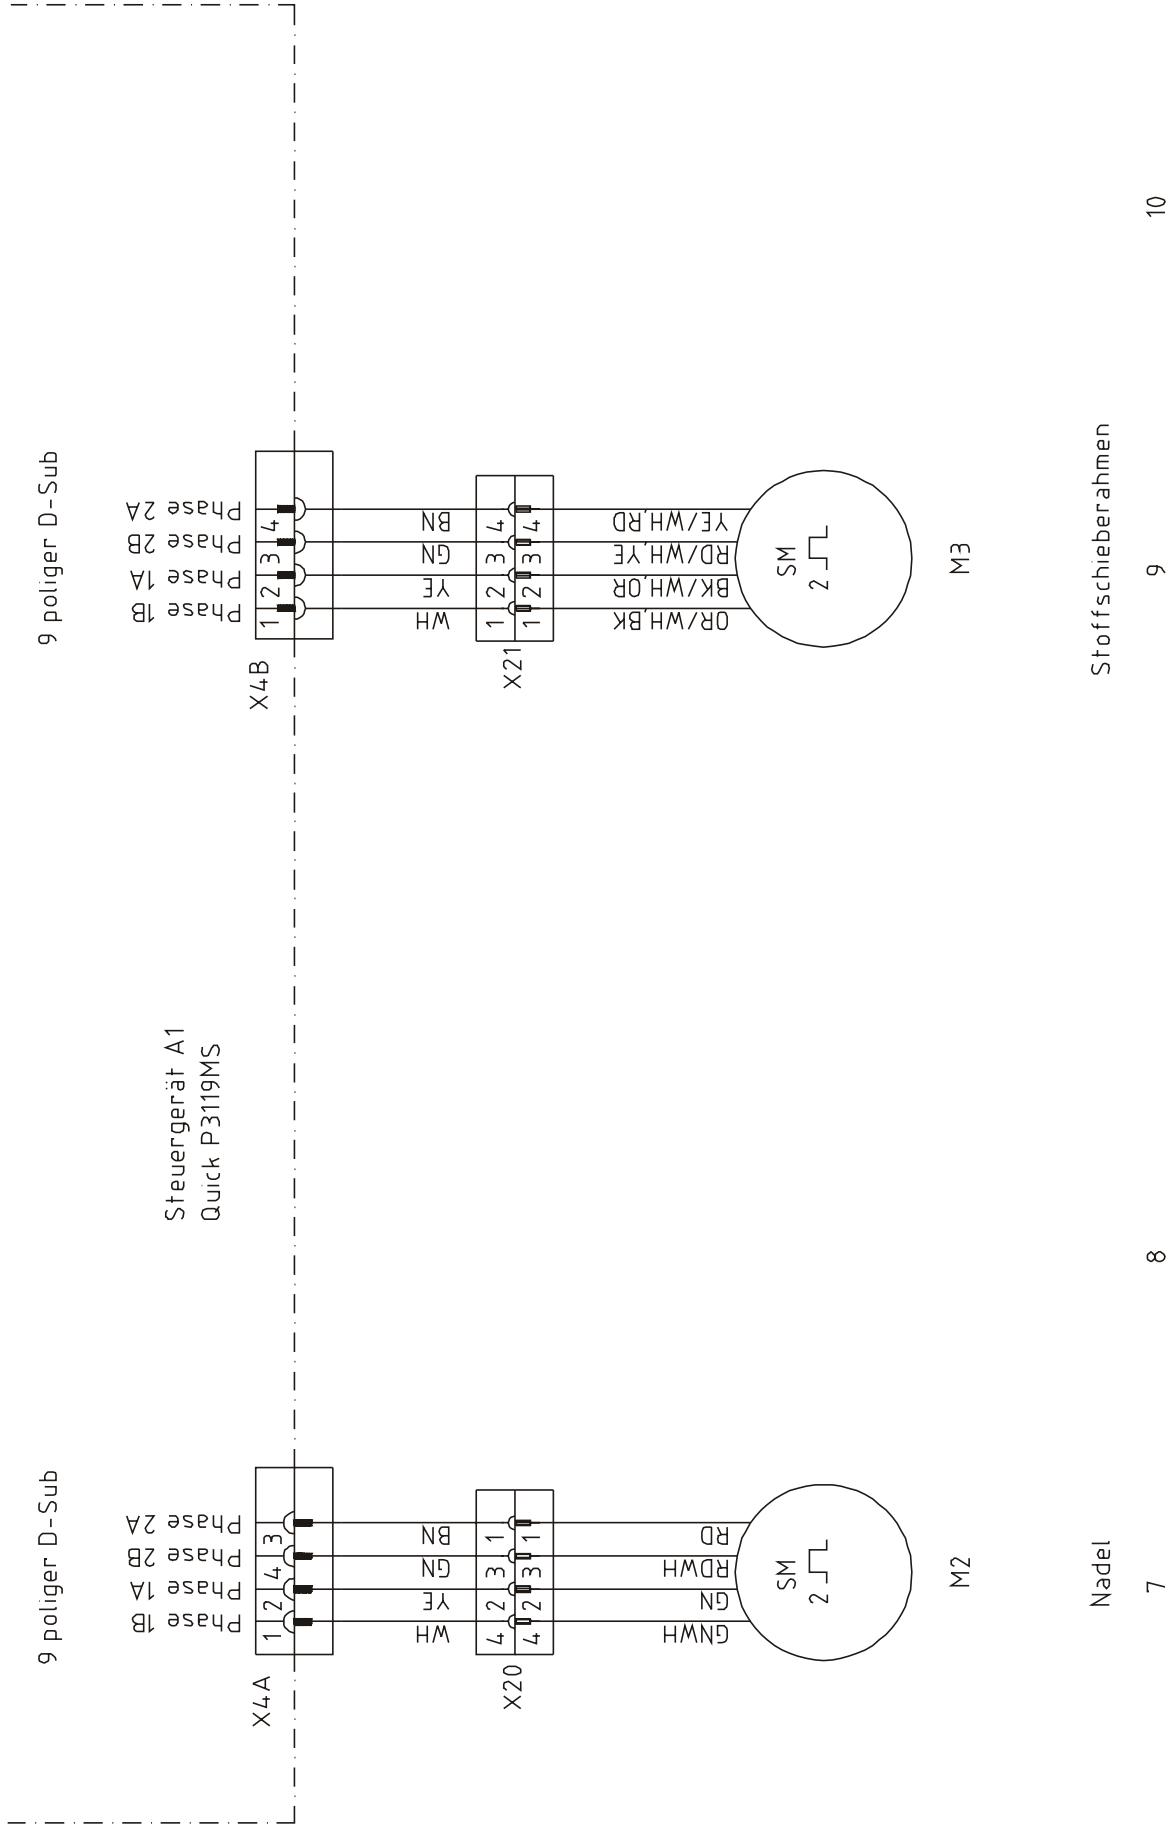 9 poliger D-Sub
9 poliger D-Sub
Steuergerät A1
Quick P3119MS
X4A
Phase 1B
Phase 1A
Phase 2B
Phase 2A
1 2 4 3
WH
YE
GN
BN
X20
4 2 3 1
4 2 3 1
GNWH
GN
RDWH
RD
SM
2
M2
Nadel
X4B
Phase 1B
Phase 1A
Phase 2B
Phase 2A
1 2 3 4
WH
YE
GN
BN
X21
1 2 3 4
1 2 3 4
OR/WH,BK
BK/WH,OR
RD/WH,YE
YE/WH,RD
SM
2
M3
Stoffschieberahmen
7 8 9 10